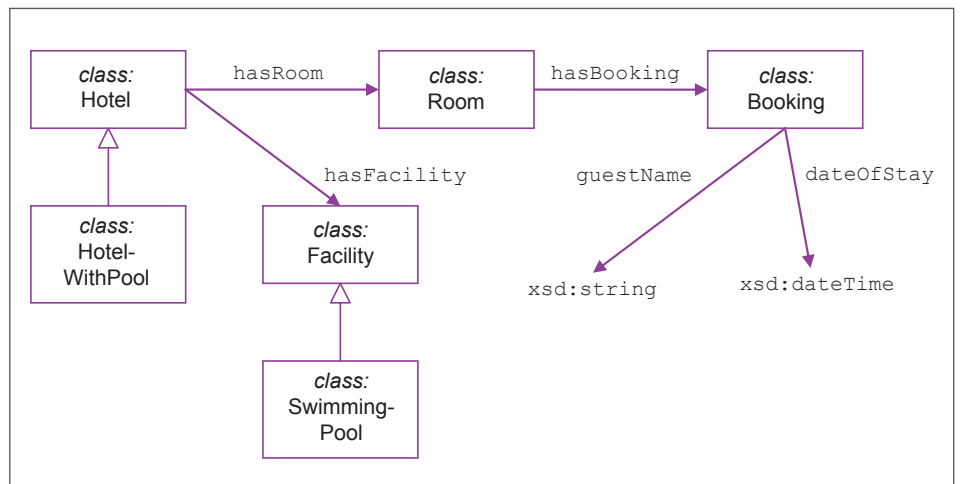 class:
Hotel
hasRoom
class:
Room
hasBooking
class:
Booking
hasFacility
guestName
dateOfStay
class:
Hotel-
WithPool
class:
Facility
xsd:string
xsd:dateTime
class:
Swimming-
Pool